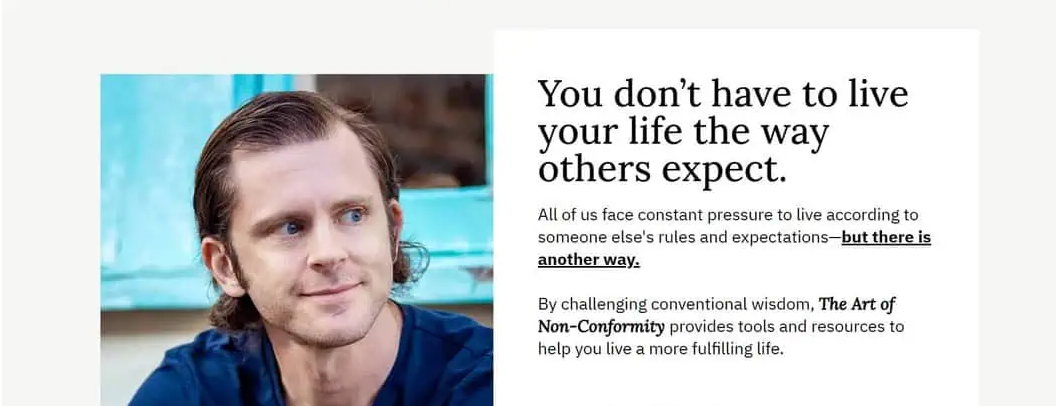 You don’t have to live
your life the way
others expect.
All of us face constant pressure to live according to
someone else's rules and expectations—but there is
another way.
By challenging conventional wisdom, The Art of
Non-Conformity provides tools and resources to
help you live a more fulfilling life.